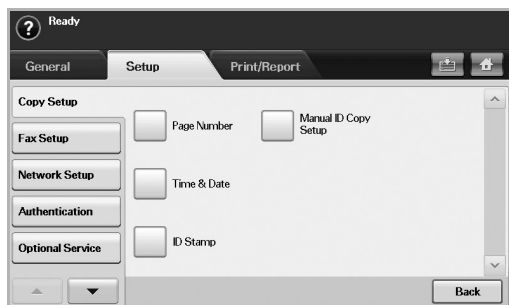 ?
Ready
General
Setup
Print/Report
Copy Setup
Fax Setup
Network Setup
Authentication
Optional Service
Page Number
Manual ID Copy
Setup
Time & Date
ID Stamp
Back